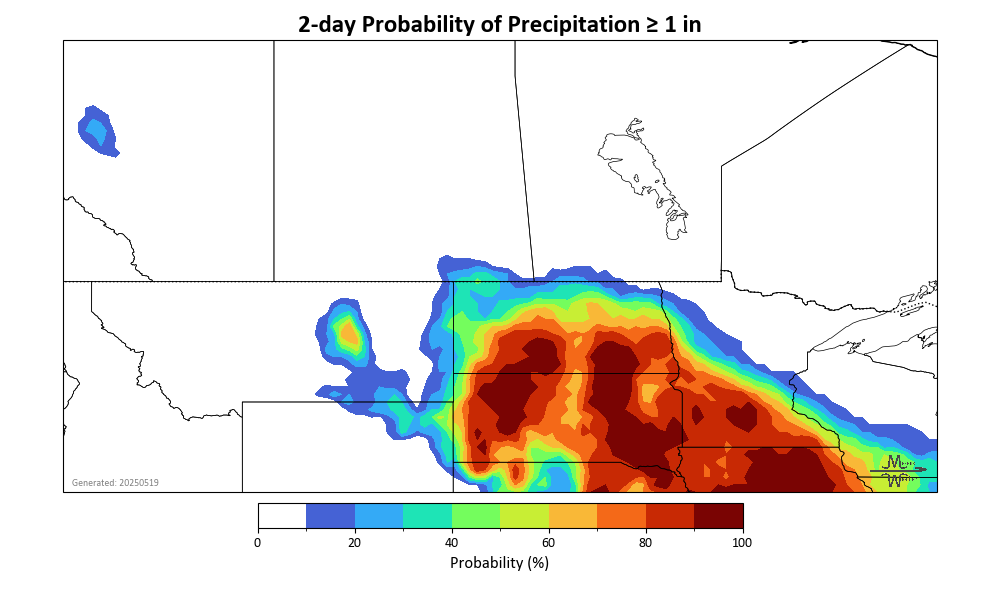 2-day Probability of Precipitation ≥ 1 in
Generated: 20250519
0 20 40 60 80 100
Probability (%)